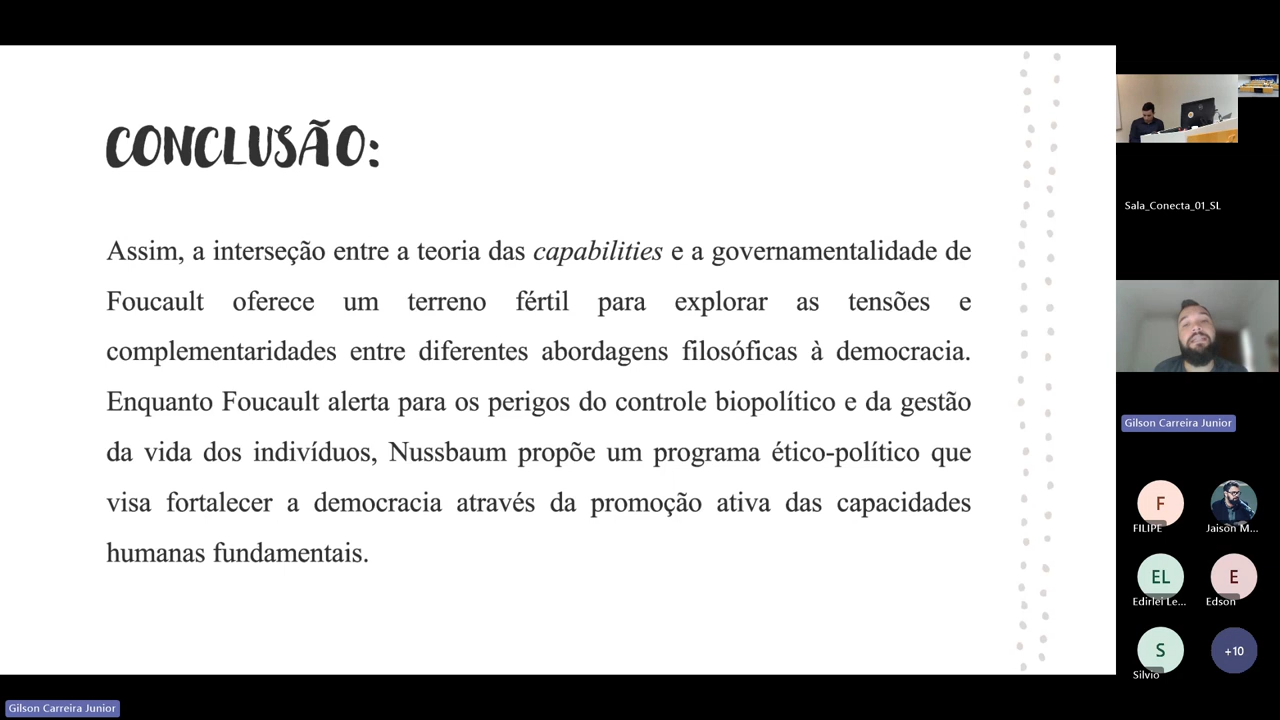 CONCLUSÃO:
Assim, a interseção entre a teoria das capabilities e a governamentalidade de
Foucault oferece um terreno fértil para explorar as tensões e
complementaridades entre diferentes abordagens filosóficas à democracia.
Enquanto Foucault alerta para os perigos do controle biopolítico e da gestão
da vida dos indivíduos, Nussbaum propõe um programa ético-político que
visa fortalecer a democracia através da promoção ativa das capacidades
humanas fundamentais.
Sala_Conecta_01_SL
Gilson Carreira Junior
F
FILIPE
Jaison M...
EL
Edirlei Le...
E
Edson
S
Silvio
+10
Gilson Carreira Junior